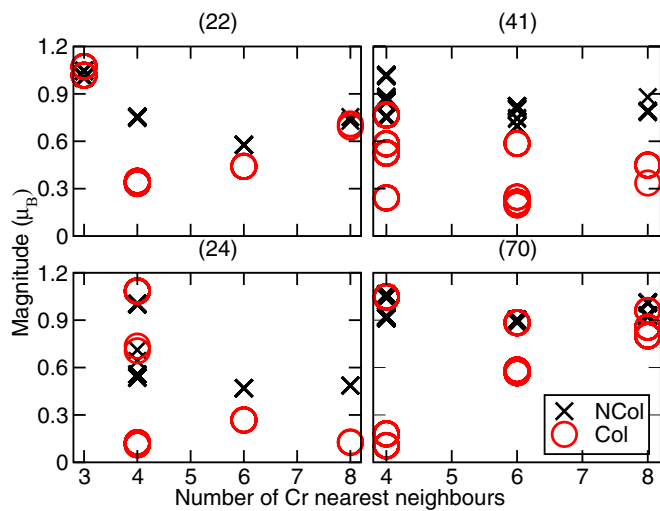 (22)
(41)
1.2
0.9
0.6
0.3
0
(24)
(70)
1.2
0.9
0.6
0.3
0
Magnitude (μB)
NCol
Col
3 4 5 6 7 8
4 5 6 7 8
Number of Cr nearest neighbours